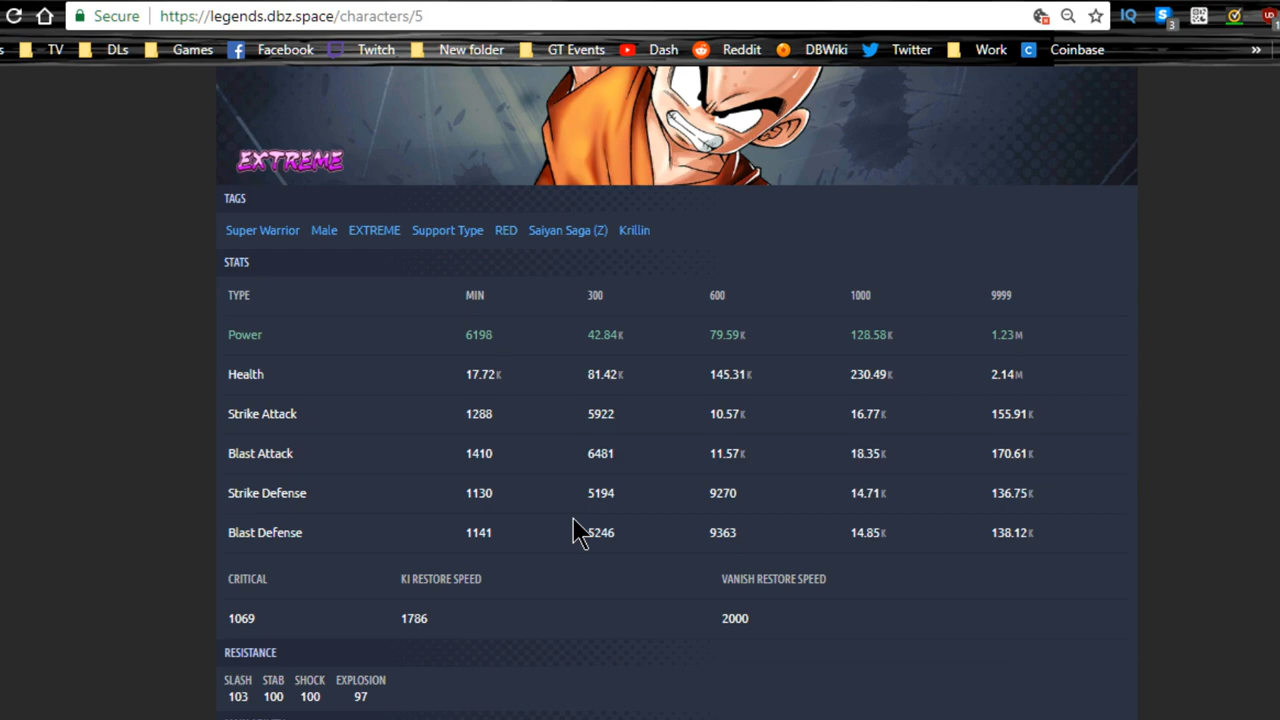 Secure https://legends.dbz.space/characters/5 IQ 3
s TV DLs Games Facebook Twitch New folder GT Events Dash Reddit DBWiki Twitter Work Coinbase »
EXTREME
TAGS
Super Warrior Male EXTREME Support Type RED Saiyan Saga (Z) Krillin
STATS
TYPE MIN 300 600 1000 9999
Power 6198 42.84K 79.59K 128.58K 1.23M
Health 17.72K 81.42K 145.31K 230.49K 2.14M
Strike Attack 1288 5922 10.57K 16.77K 155.91K
Blast Attack 1410 6481 11.57K 18.35K 170.61K
Strike Defense 1130 5194 9270 14.71K 136.75K
Blast Defense 1141 5246 9363 14.85K 138.12K
CRITICAL KI RESTORE SPEED VANISH RESTORE SPEED
1069 1786 2000
RESISTANCE
SLASH STAB SHOCK EXPLOSION
103 100 100 97